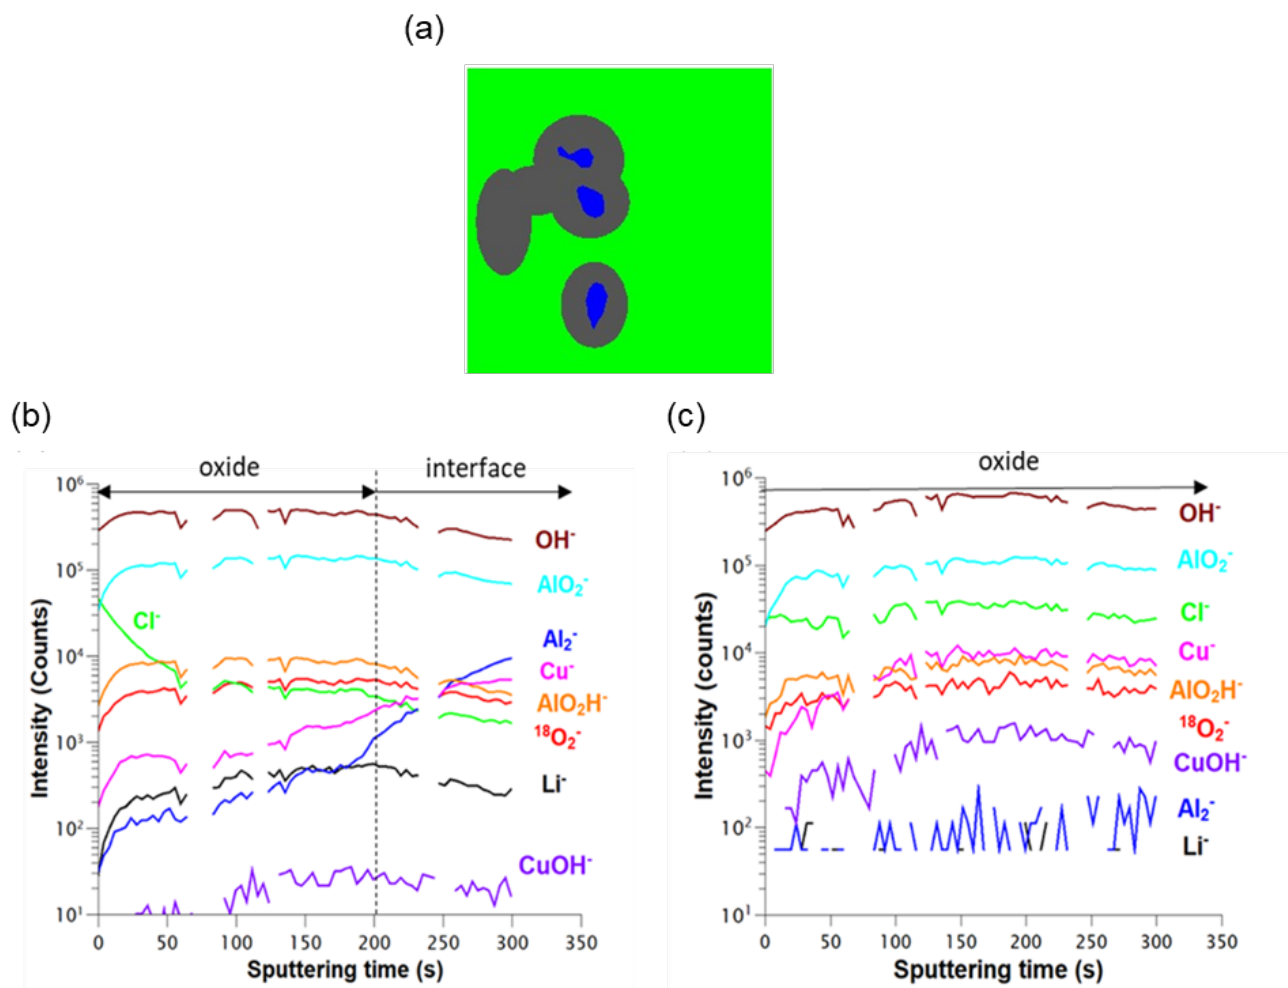 (a)
(b)
oxide
interface
Intensity (Counts)
10⁶
10⁵
10⁴
10³
10²
10¹
OH⁻
AlO₂⁻
Cl⁻
Al₂⁻
Cu⁻
AlO₂H⁻
¹⁸O₂⁻
Li⁻
CuOH⁻
0 50 100 150 200 250 300 350
Sputtering time (s)
(c)
oxide
Intensity (counts)
10⁶
10⁵
10⁴
10³
10²
10¹
OH⁻
AlO₂⁻
Cl⁻
Cu⁻
AlO₂H⁻
¹⁸O₂⁻
CuOH⁻
Al₂⁻
Li⁻
0 50 100 150 200 250 300 350
Sputtering time (s)